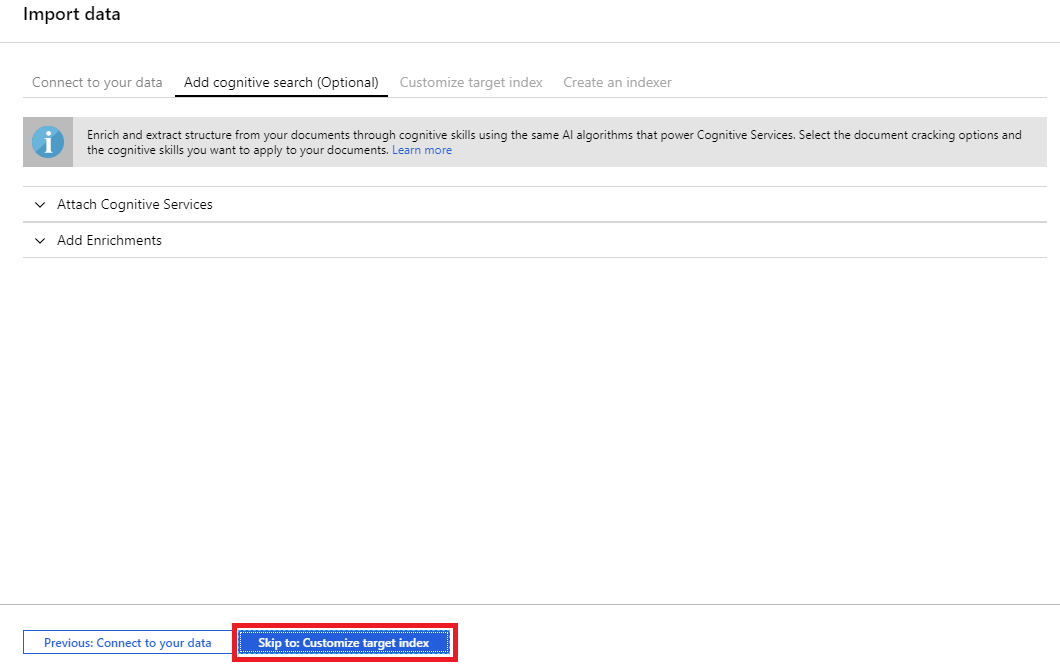 Import data
Connect to your data
Add cognitive search (Optional)
Customize target index
Create an indexer
Enrich and extract structure from your documents through cognitive skills using the same AI algorithms that power Cognitive Services. Select the document cracking options and
the cognitive skills you want to apply to your documents. Learn more
Attach Cognitive Services
Add Enrichments
Previous: Connect to your data
Skip to: Customize target index